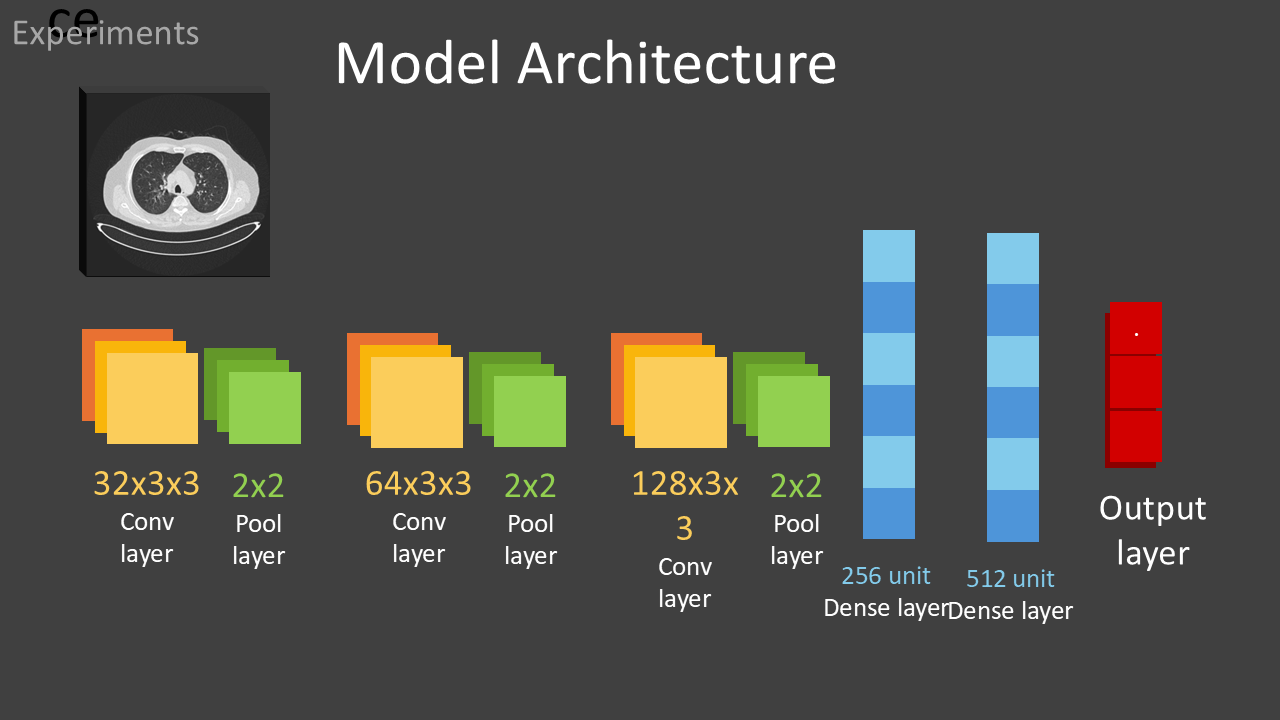 ce
Experiments
Model Architecture
32x3x3
Conv
layer
2x2
Pool
layer
64x3x3
Conv
layer
2x2
Pool
layer
128x3x
3
Conv
layer
2x2
Pool
layer
256 unit
Dense layer
512 unit
Dense layer
Output
layer